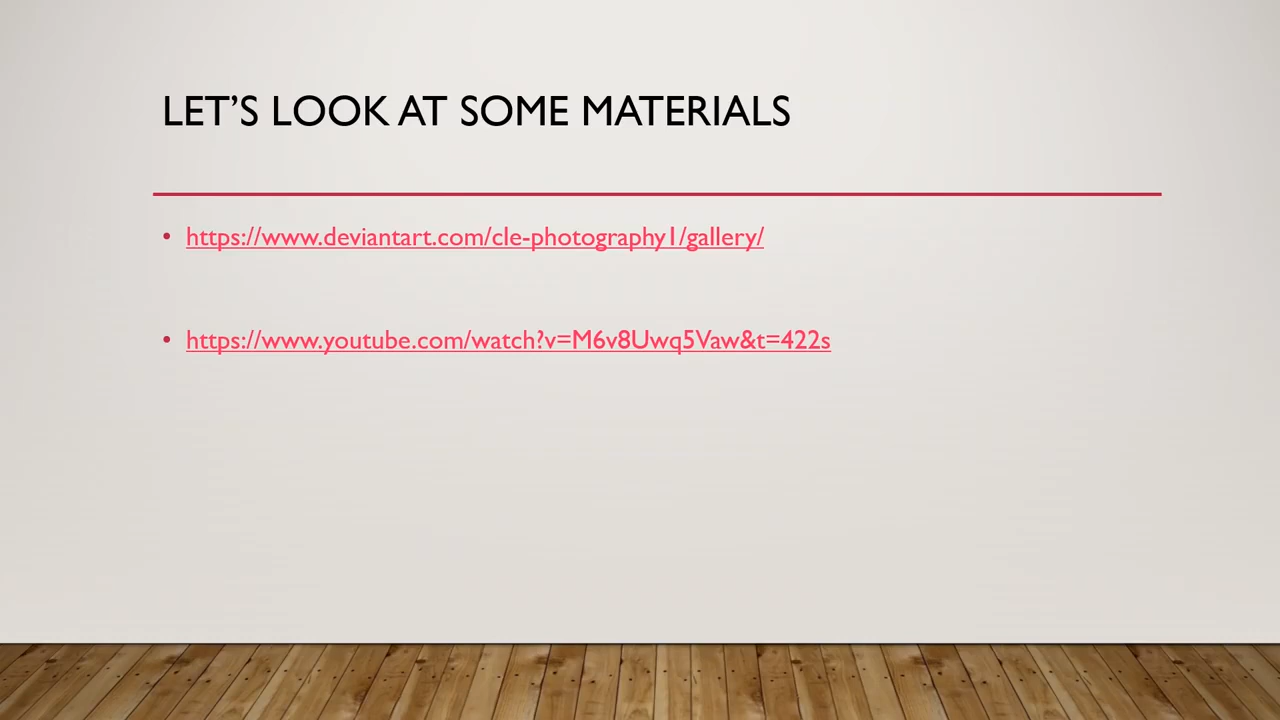 LET’S LOOK AT SOME MATERIALS
• https://www.deviantart.com/cle-photography1/gallery/
• https://www.youtube.com/watch?v=M6v8Uwq5Vaw&t=422s